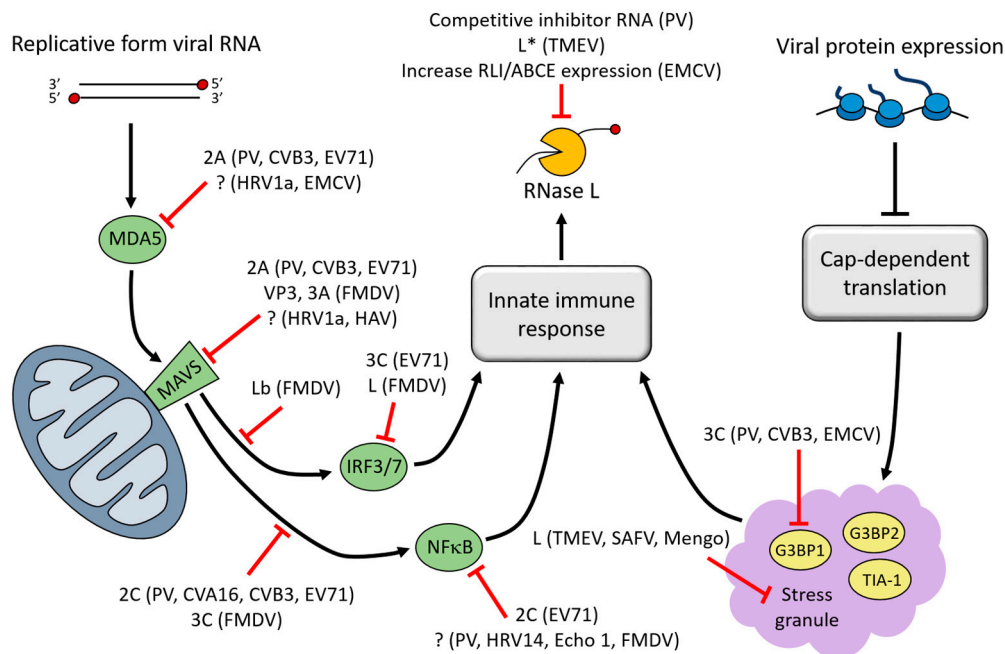 Replicative form viral RNA
3’ 5’
5’ 3’
Competitive inhibitor RNA (PV)
L* (TMEV)
Increase RLI/ABCE expression (EMCV)
RNase L
Viral protein expression
2A (PV, CVB3, EV71)
? (HRV1a, EMCV)
MDA5
2A (PV, CVB3, EV71)
VP3, 3A (FMDV)
? (HRV1a, HAV)
MAVS
Lb (FMDV)
3C (EV71)
L (FMDV)
IRF3/7
Innate immune
response
Cap-dependent
translation
3C (PV, CVB3, EMCV)
G3BP1
G3BP2
TIA-1
L (TMEV, SAFV, Mengo)
Stress
granule
NFκB
2C (PV, CVA16, CVB3, EV71)
3C (FMDV)
2C (EV71)
? (PV, HRV14, Echo 1, FMDV)